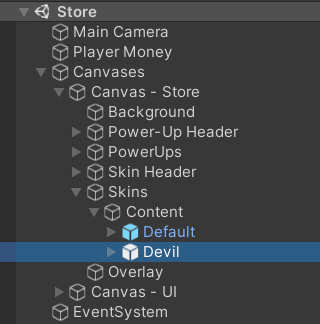 Store
Main Camera
Player Money
Canvases
Canvas - Store
Background
Power-Up Header
PowerUps
Skin Header
Skins
Content
Default
Devil
Overlay
Canvas - UI
EventSystem